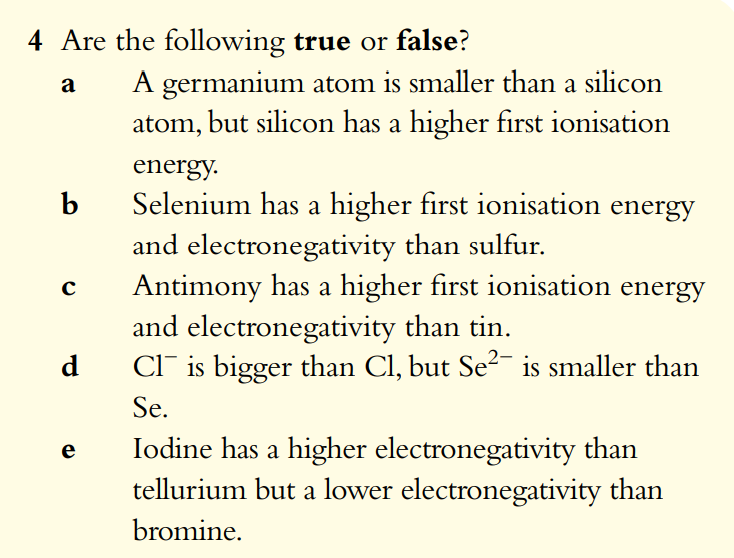 4 Are the following true or false?
a A germanium atom is smaller than a silicon
atom, but silicon has a higher first ionisation
energy.
b Selenium has a higher first ionisation energy
and electronegativity than sulfur.
c Antimony has a higher first ionisation energy
and electronegativity than tin.
d Cl⁻ is bigger than Cl, but Se²⁻ is smaller than
Se.
e Iodine has a higher electronegativity than
tellurium but a lower electronegativity than
bromine.